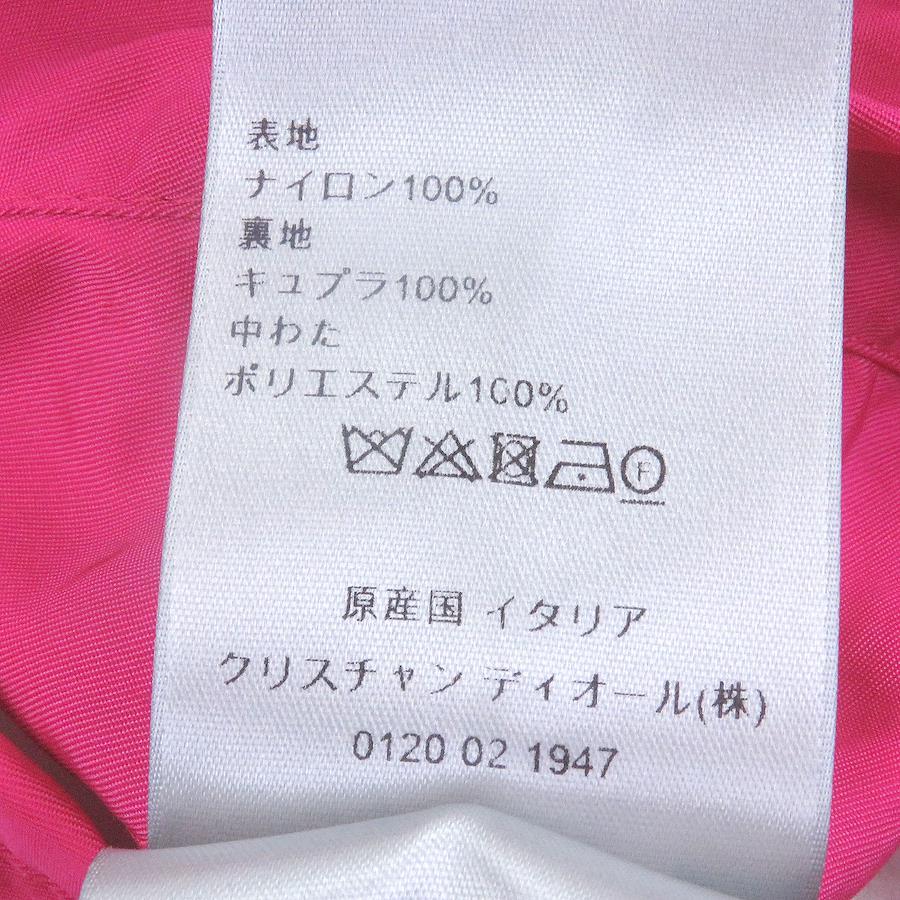 表地
ナイロン100%
裏地
キュプラ100%
中わた
ポリエステル100%
F
原産国 イタリア
クリスチャン ディオール(株)
0120 02 1947